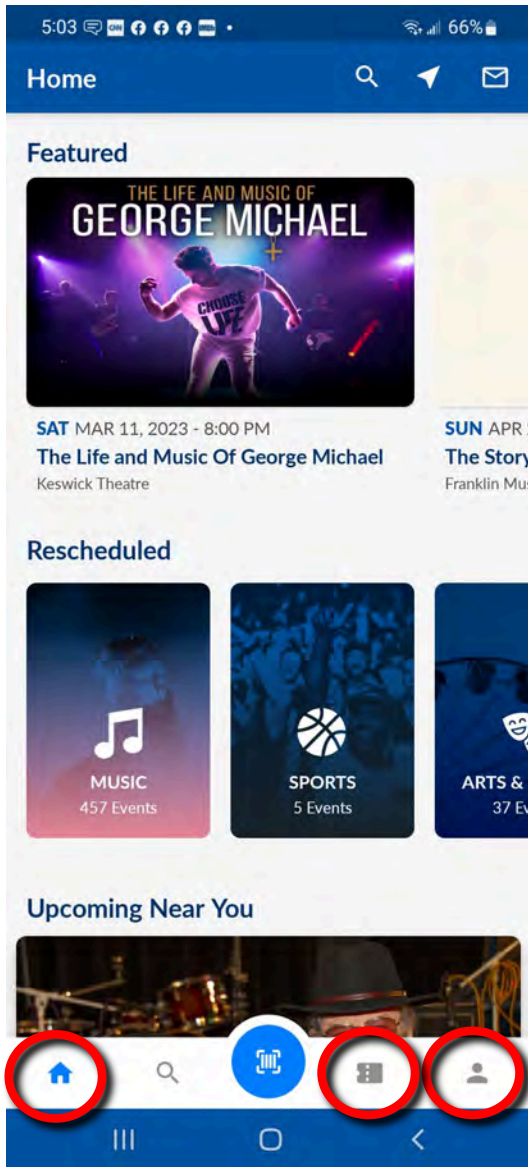 5:03
66%
Home
Featured
THE LIFE AND MUSIC OF
GEORGE MICHAEL
CHOOSE
LIFE
SAT MAR 11, 2023 - 8:00 PM
The Life and Music Of George Michael
Keswick Theatre
SUN APR
The Story
Franklin Mus
Rescheduled
MUSIC
457 Events
SPORTS
5 Events
ARTS &
37 Ev
Upcoming Near You